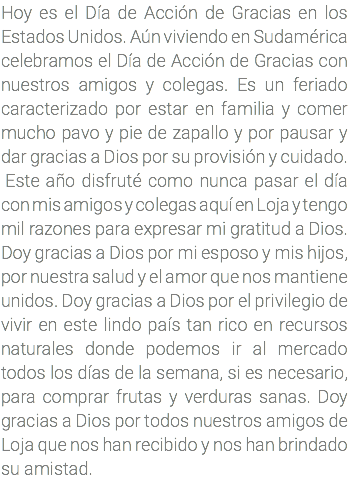 Hoy es el Día de Acción de Gracias en los
Estados Unidos. Aún viviendo en Sudamérica
celebramos el Día de Acción de Gracias con
nuestros amigos y colegas. Es un feriado
caracterizado por estar en familia y comer
mucho pavo y pie de zapallo y por pausar y
dar gracias a Dios por su provisión y cuidado.
Este año disfruté como nunca pasar el día
con mis amigos y colegas aquí en Loja y tengo
mil razones para expresar mi gratitud a Dios.
Doy gracias a Dios por mi esposo y mis hijos,
por nuestra salud y el amor que nos mantiene
unidos. Doy gracias a Dios por el privilegio de
vivir en este lindo país tan rico en recursos
naturales donde podemos ir al mercado
todos los días de la semana, si es necesario,
para comprar frutas y verduras sanas. Doy
gracias a Dios por todos nuestros amigos de
Loja que nos han recibido y nos han brindado
su amistad.